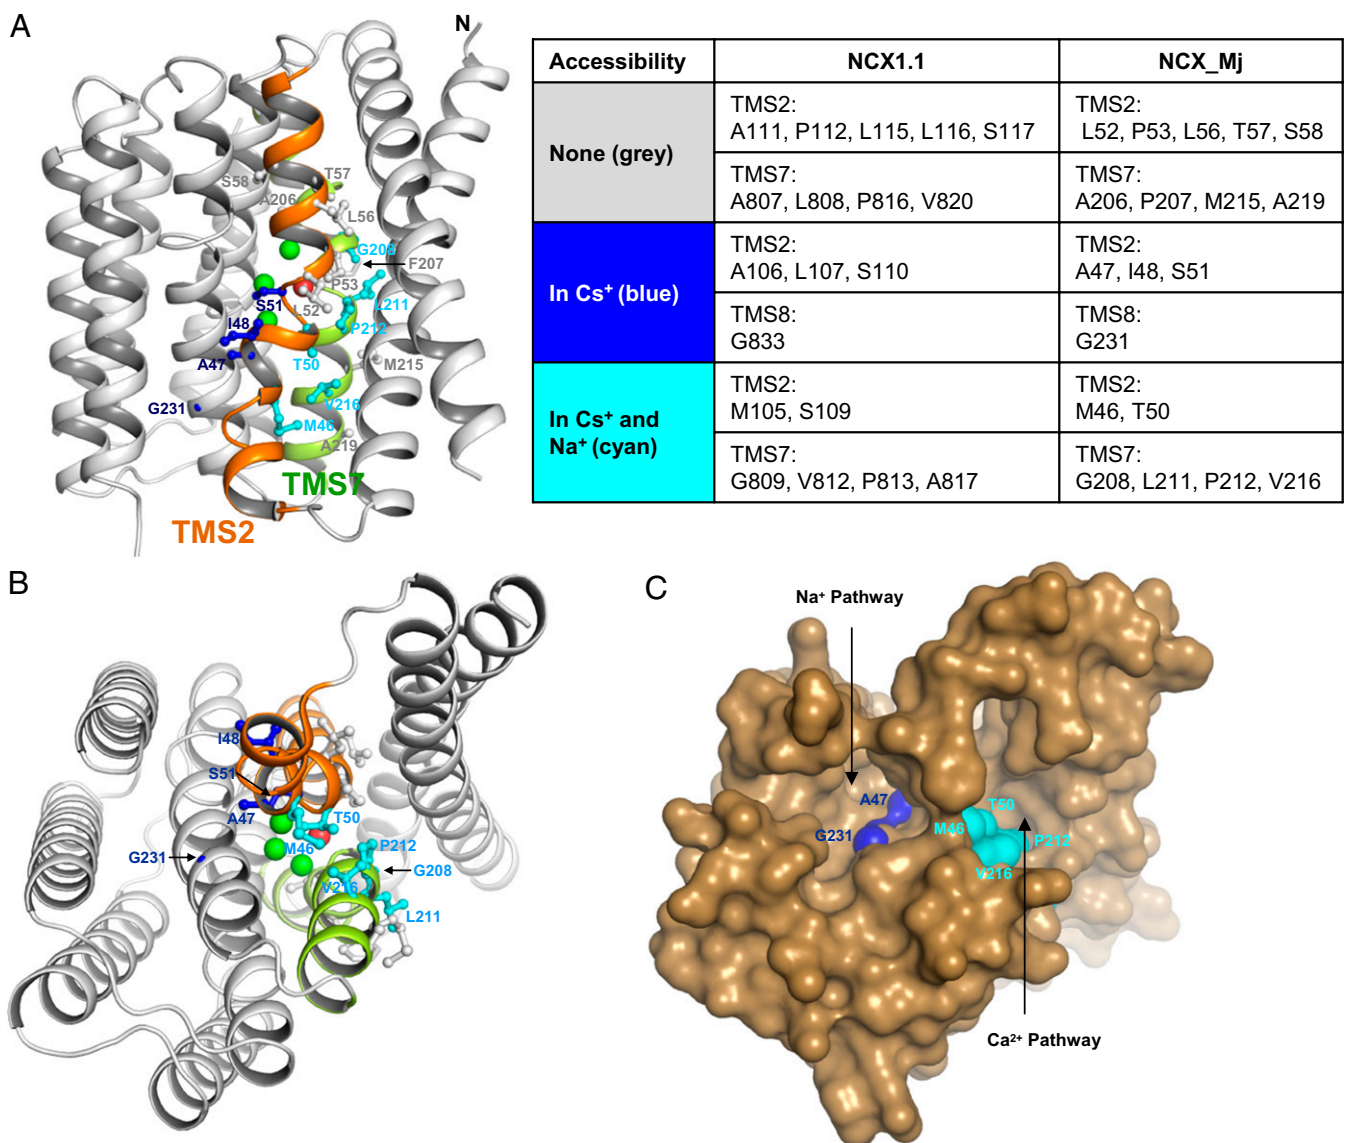 A
N
S58
T57
A206
L56
G208
F207
P53
S51
L52
L211
I48
P212
A47
T50
M215
G231
V216
M46
A219
TMS7
TMS2
Accessibility NCX1.1 NCX_Mj
None (grey)
TMS2:
A111, P112, L115, L116, S117
TMS2:
L52, P53, L56, T57, S58
TMS7:
A807, L808, P816, V820
TMS7:
A206, P207, M215, A219
In Cs⁺ (blue)
TMS2:
A106, L107, S110
TMS2:
A47, I48, S51
TMS8:
G833
TMS8:
G231
In Cs⁺ and
Na⁺ (cyan)
TMS2:
M105, S109
TMS2:
M46, T50
TMS7:
G809, V812, P813, A817
TMS7:
G208, L211, P212, V216
B
I48
S51
A47
T50
M46
P212
G231
G208
V216
L211
C
Na⁺ Pathway
A47
T50
M46
G231
P212
V216
Ca²⁺ Pathway